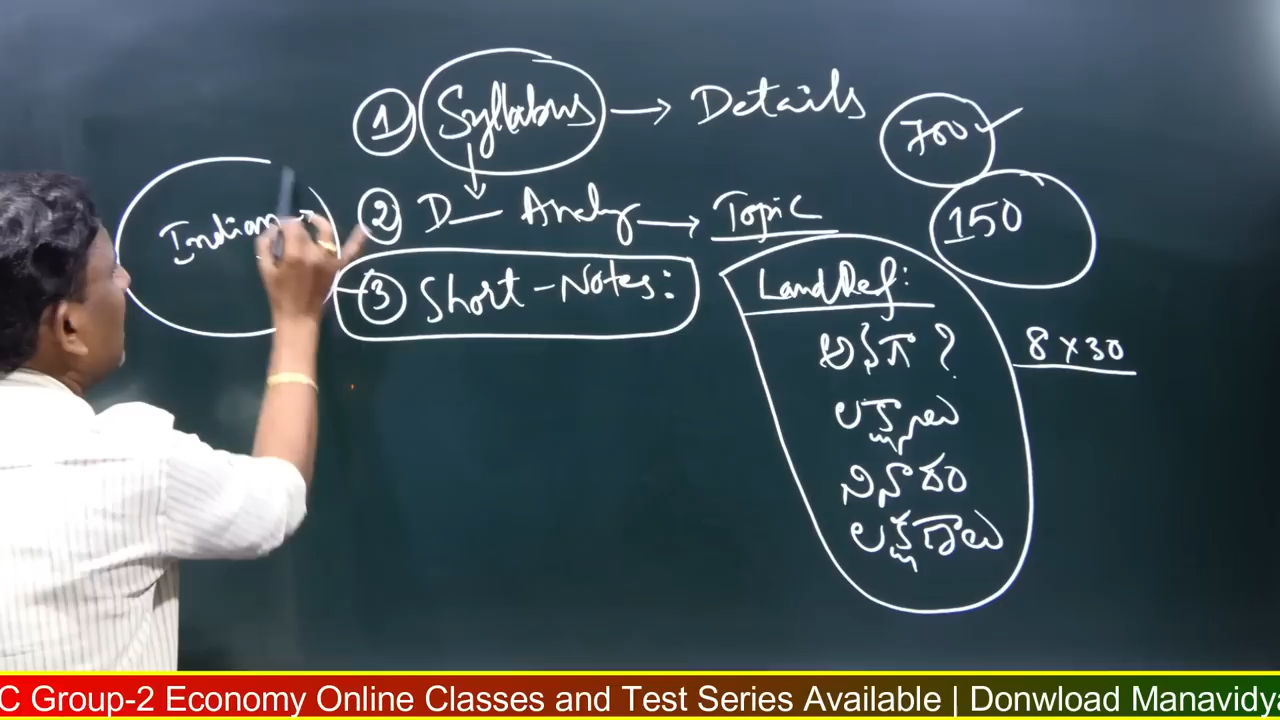 ① Syllabus → Details
700 ✓
② D— Analy → Topic
150
Indian
③ Short-Notes:
Land Ref:
అనగా ?
8 x 30
లక్ష్యాలు
నినాదం
లక్షణాలు
C Group-2 Economy Online Classes and Test Series Available | Donwload Manavidya